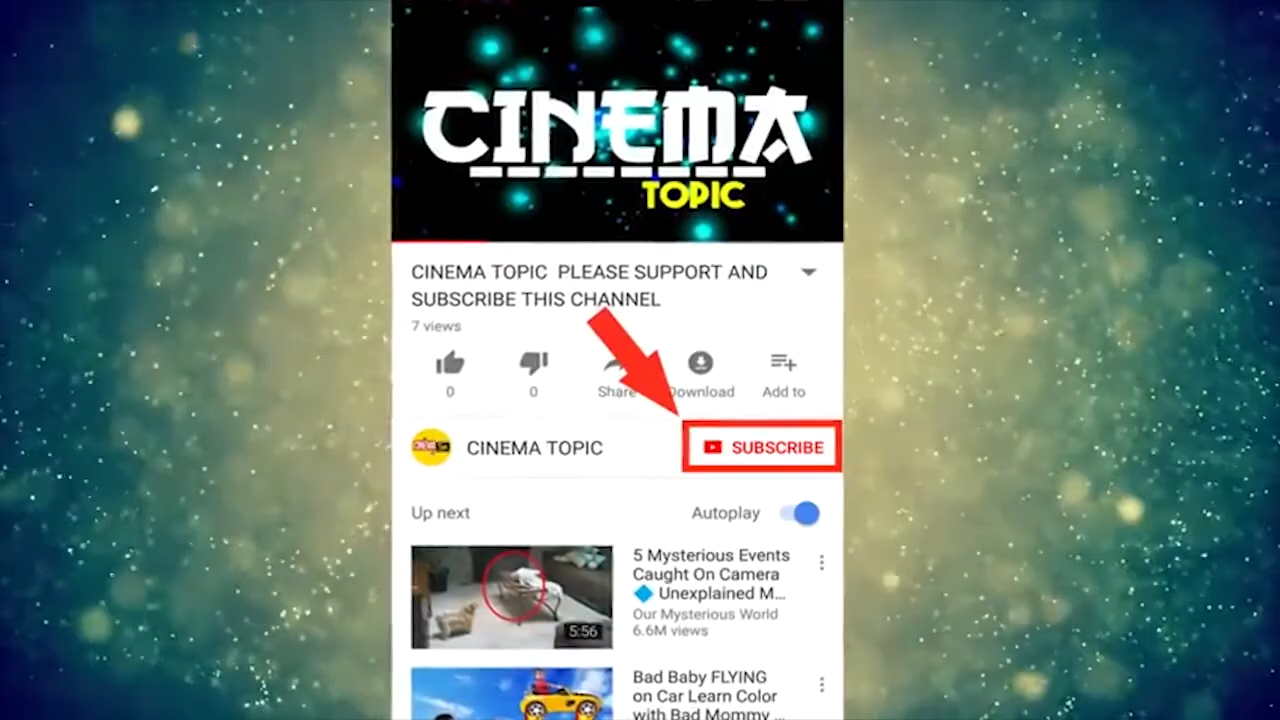 CINEMA
TOPIC
CINEMA TOPIC PLEASE SUPPORT AND
SUBSCRIBE THIS CHANNEL
7 views
0
0
Share
Download
Add to
CINEMA TOPIC
SUBSCRIBE
Up next
Autoplay
5 Mysterious Events
Caught On Camera
🔷 Unexplained M...
Our Mysterious World
6.6M views
5:56
Bad Baby FLYING
on Car Learn Color
with Bad Mommy ...